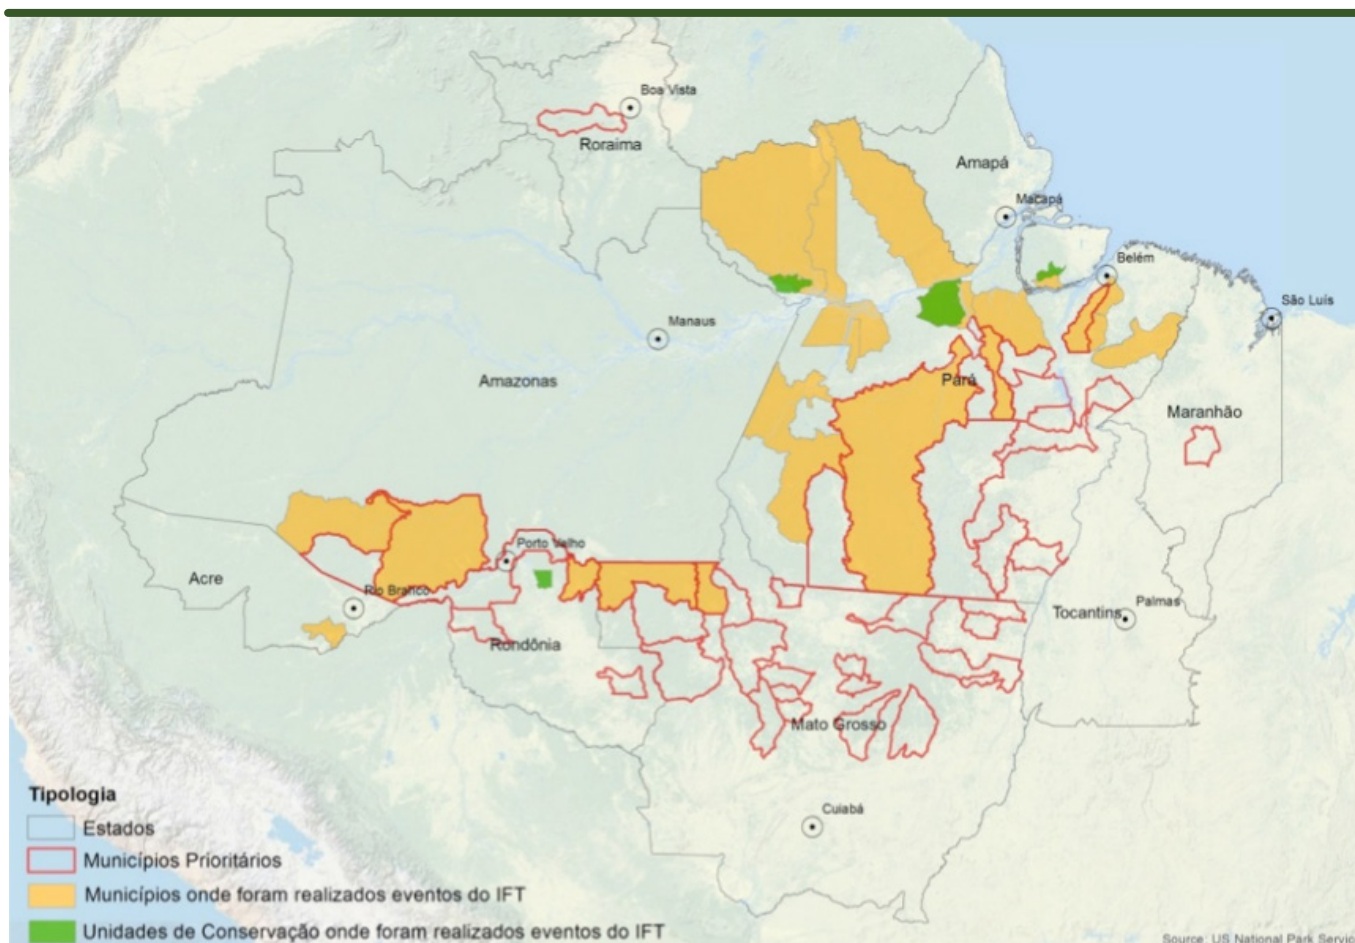 Boa Vista
Roraima
Amapá
Macapá
Belém
São Luís
Manaus
Amazonas
Pará
Maranhão
Porto Velho
Acre
Rio Branco
Rondônia
Tocantins
Palmas
Mato Grosso
Cuiabá
Tipologia
Estados
Municípios Prioritários
Municípios onde foram realizados eventos do IFT
Unidades de Conservação onde foram realizados eventos do IFT
Source: US National Park Servic